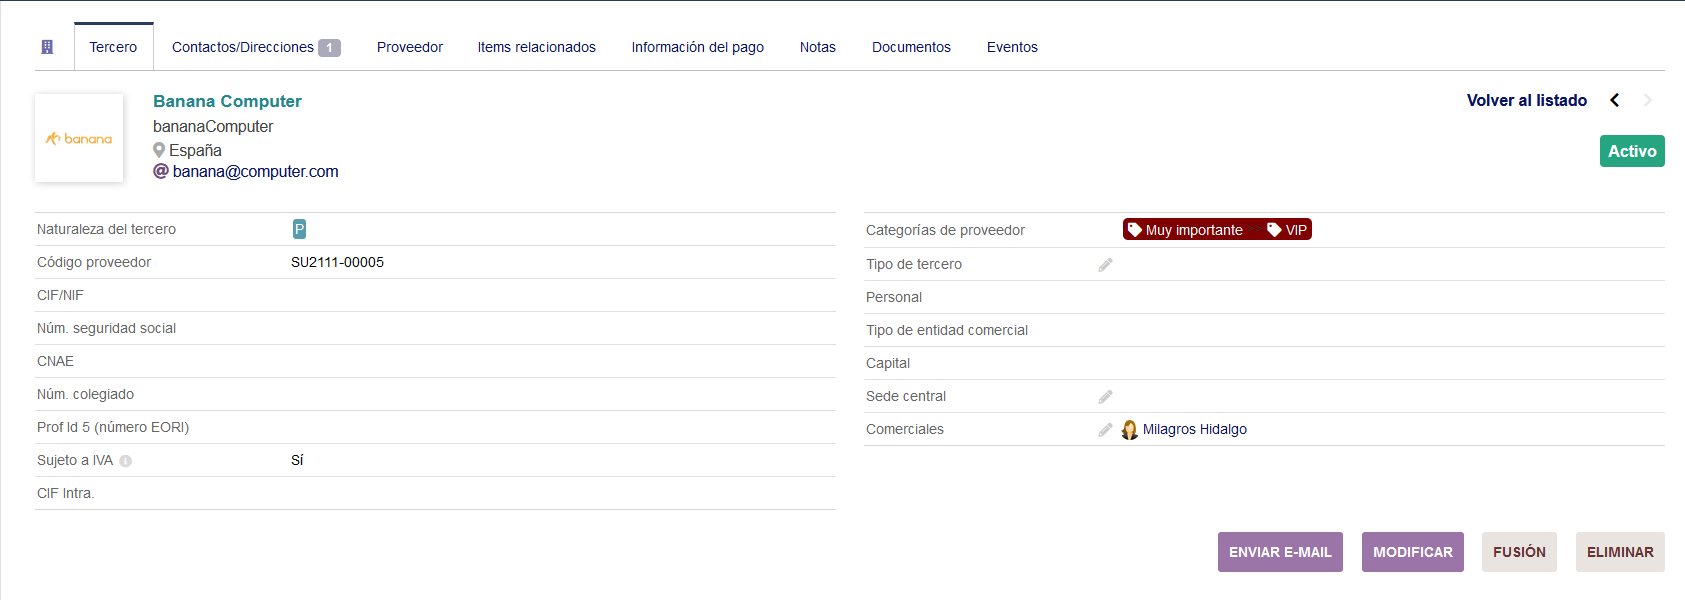 Tercero Contactos/Direcciones 1 Proveedor Items relacionados Información del pago Notas Documentos Eventos
banana
Banana Computer
bananaComputer
España
@ banana@computer.com
Volver al listado
Activo
Naturaleza del tercero P
Código proveedor SU2111-00005
CIF/NIF
Núm. seguridad social
CNAE
Núm. colegiado
Prof Id 5 (número EORI)
Sujeto a IVA Sí
CIF Intra.
Categorías de proveedor Muy importante VIP
Tipo de tercero
Personal
Tipo de entidad comercial
Capital
Sede central
Comerciales Milagros Hidalgo
ENVIAR E-MAIL MODIFICAR FUSIÓN ELIMINAR